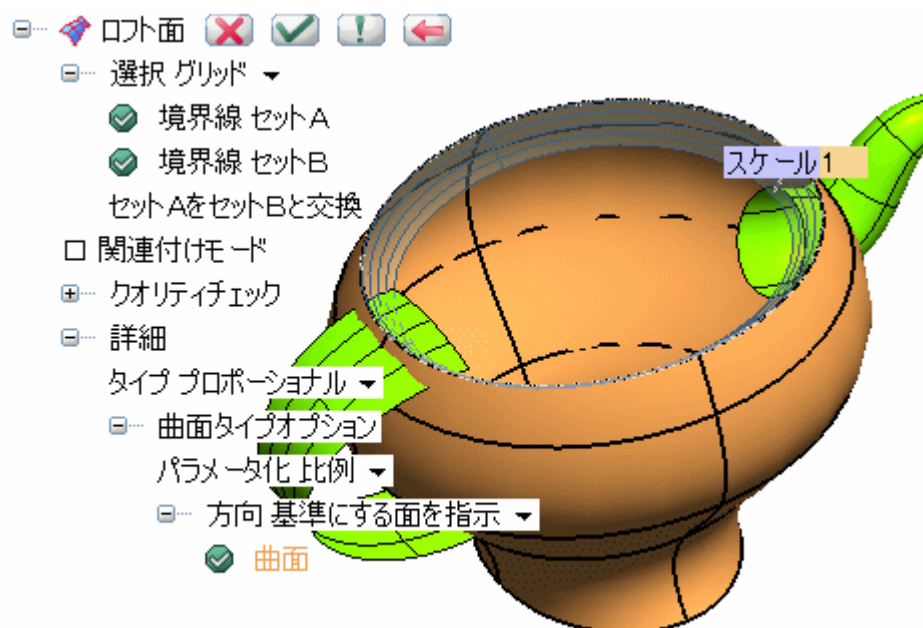 ロフト面
選択 グリッド
境界線 セットA
境界線 セットB
スケール 1
セットAをセットBと交換
関連付けモード
クオリティチェック
詳細
タイプ プロポーショナル
曲面タイプオプション
パラメータ化 比例
方向 基準にする面を指示
曲面